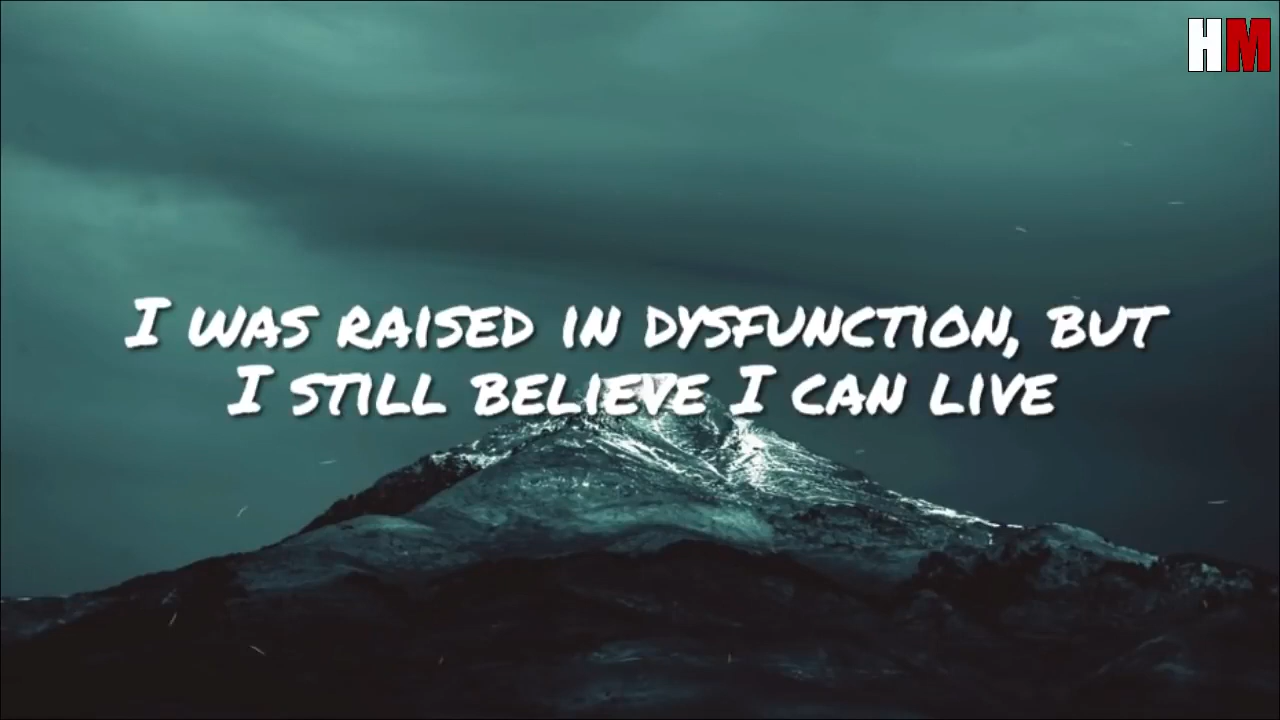 HM
I WAS RAISED IN DYSFUNCTION, BUT
I STILL BELIEVE I CAN LIVE